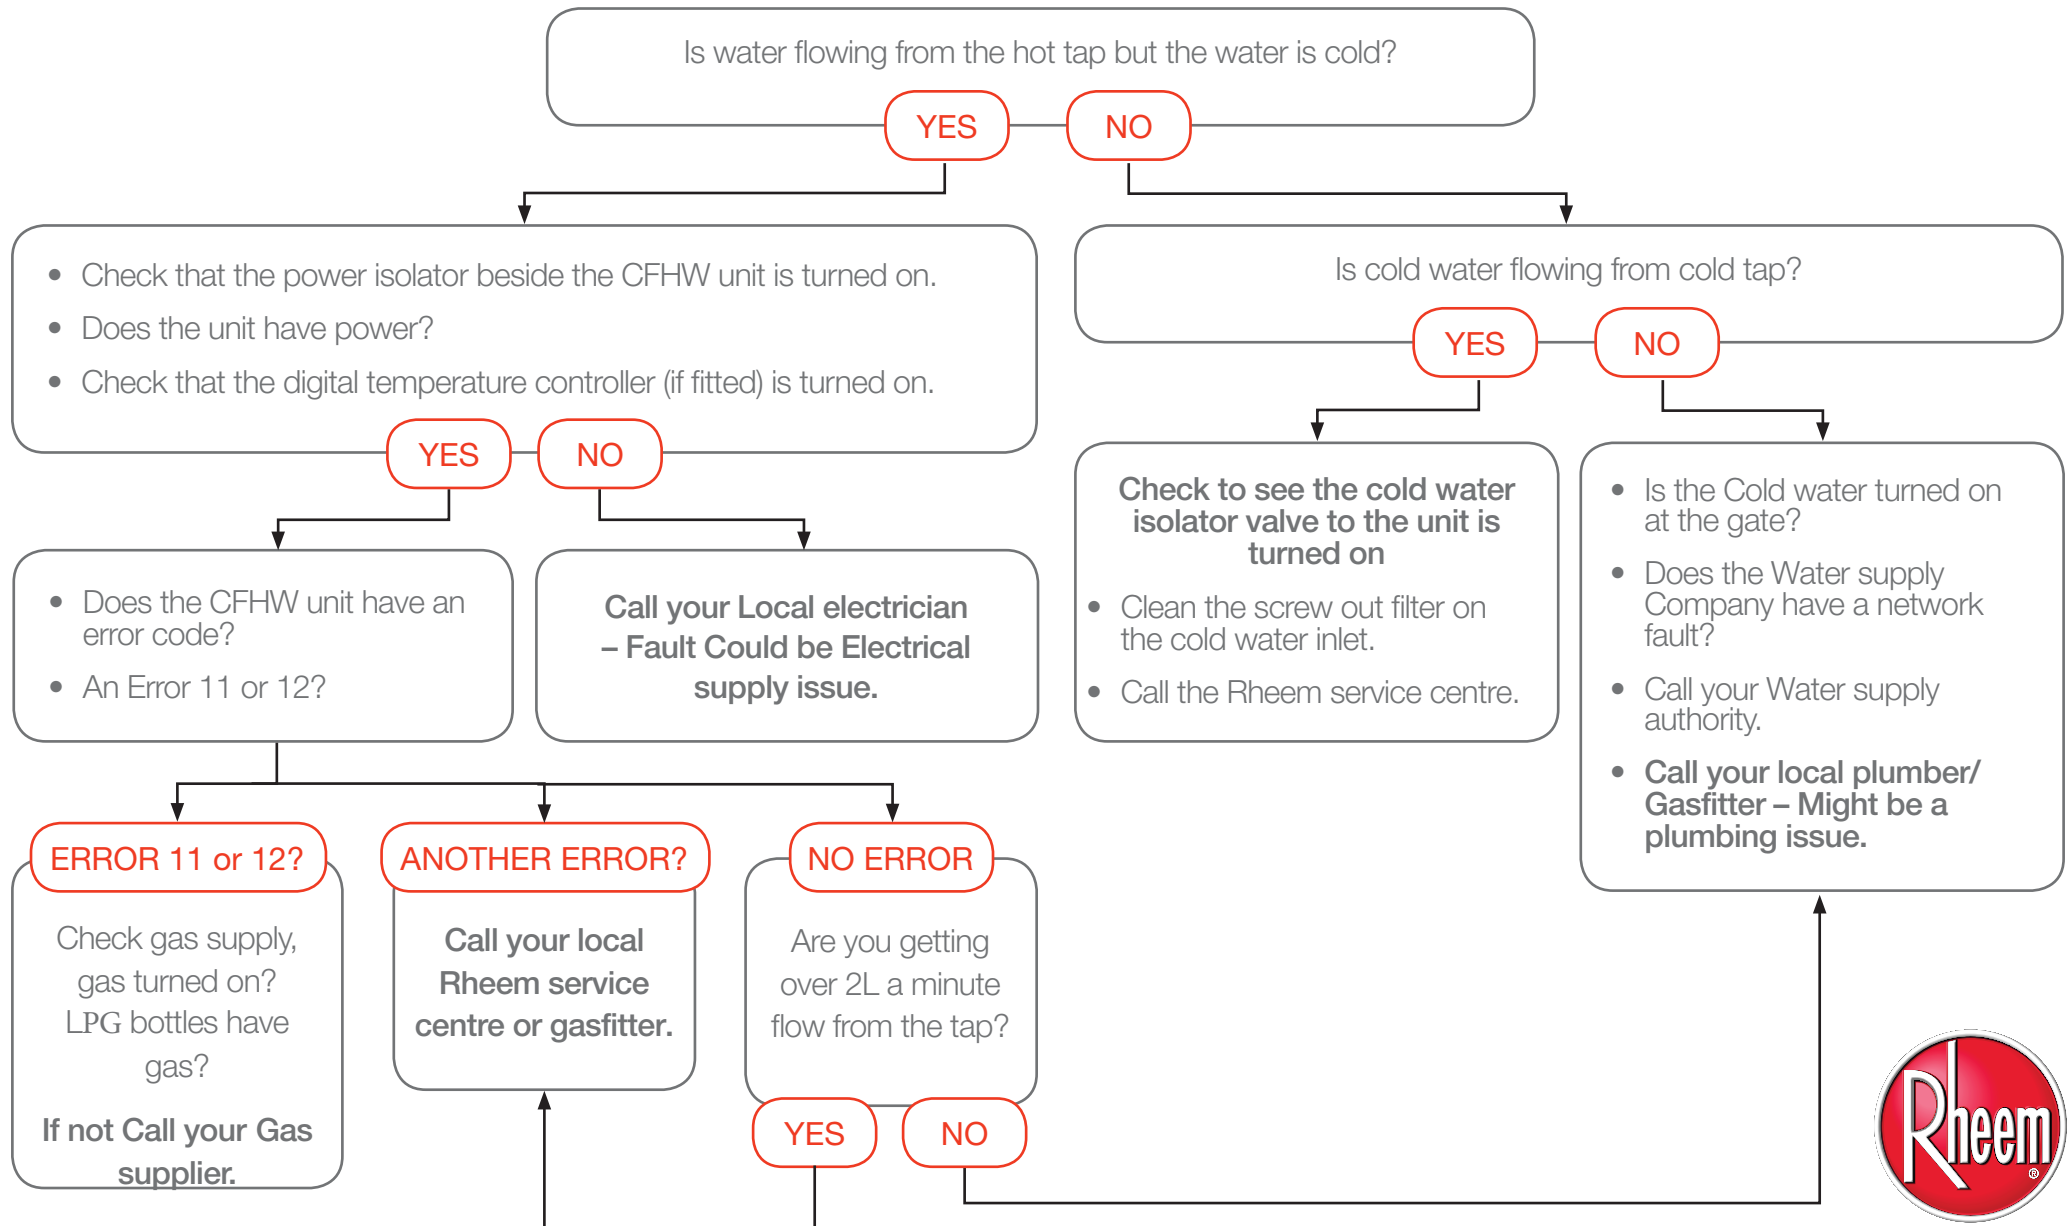 Is water flowing from the hot tap but the water is cold?
YES
NO
• Check that the power isolator beside the CFHW unit is turned on.
• Does the unit have power?
• Check that the digital temperature controller (if fitted) is turned on.
YES
NO
Is cold water flowing from cold tap?
YES
NO
• Does the CFHW unit have an
error code?
• An Error 11 or 12?
Call your Local electrician
– Fault Could be Electrical
supply issue.
Check to see the cold water
isolator valve to the unit is
turned on
• Clean the screw out filter on
the cold water inlet.
• Call the Rheem service centre.
• Is the Cold water turned on
at the gate?
• Does the Water supply
Company have a network
fault?
• Call your Water supply
authority.
• Call your local plumber/
Gasfitter – Might be a
plumbing issue.
ERROR 11 or 12?
Check gas supply,
gas turned on?
LPG bottles have
gas?
If not Call your Gas
supplier.
ANOTHER ERROR?
Call your local
Rheem service
centre or gasfitter.
NO ERROR
Are you getting
over 2L a minute
flow from the tap?
YES
NO
Rheem
®